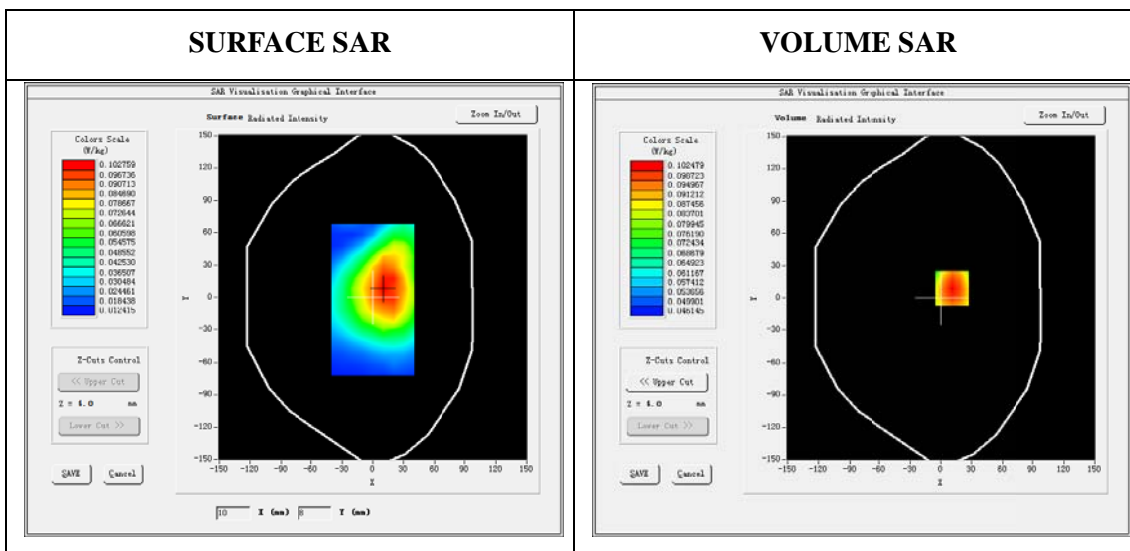 SURFACE SAR
SAR Visualisation Graphical Interface
Surface Radiated Intensity
Zoom In/Out
Colors Scale
(W/kg)
0.102759
0.096736
0.090713
0.084690
0.078667
0.072644
0.066621
0.060598
0.054575
0.048552
0.042530
0.036507
0.030484
0.024461
0.018438
0.012415
Z-Cuts Control
<< Upper Cut
Z = 4.0 mm
Lower Cut >>
SAVE Cancel
150
120
90
60
30
0
-30
-60
-90
-120
-150
Y
-150 -120 -90 -60 -30 0 30 60 90 120 150
X
10 X (mm) 8 Y (mm)
VOLUME SAR
SAR Visualisation Grphical Interface
Volume Radiated Intensity
Zoom In/Out
Colors Scale
(W/kg)
0.102479
0.098723
0.094967
0.091212
0.087456
0.083701
0.079945
0.076190
0.072434
0.068679
0.064923
0.061167
0.057412
0.053656
0.049901
0.046145
Z-Cuts Control
<< Upper Cut
Z = 4.0 mm
Lower Cut >>
SAVE Cancel
150
120
90
60
30
0
-30
-60
-90
-120
-150
Y
-150 -120 -90 -60 -30 0 30 60 90 120 150
X